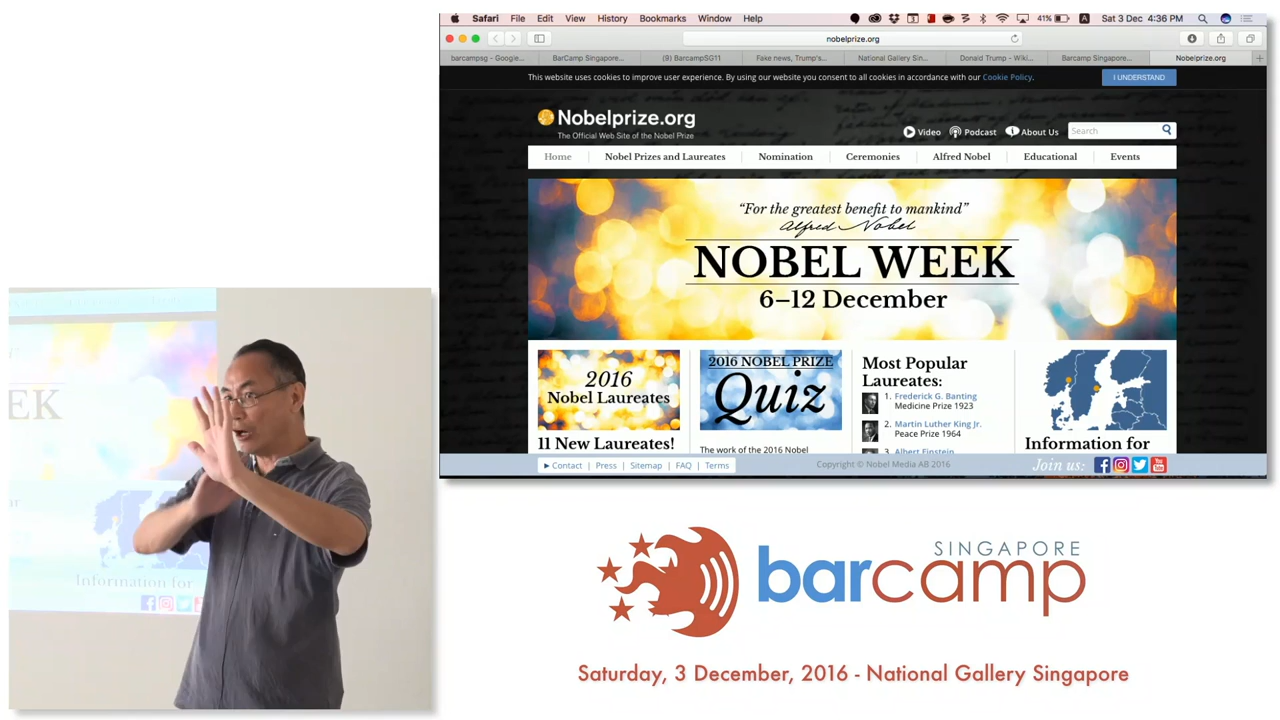 Safari File Edit View History Bookmarks Window Help 41% Sat 3 Dec 4:36 PM
nobelprize.org
barcampsg - Google... BarCamp Singapore... (9) BarcampSG11 Fake news, Trump's... National Gallery Sin... Donald Trump - Wiki... Barcamp Singapore... Nobelprize.org
This website uses cookies to improve user experience. By using our website you consent to all cookies in accordance with our Cookie Policy. I UNDERSTAND
Nobelprize.org
The Official Web Site of the Nobel Prize
Video Podcast About Us Search
Home Nobel Prizes and Laureates Nomination Ceremonies Alfred Nobel Educational Events
“For the greatest benefit to mankind”
Alfred Nobel
NOBEL WEEK
6–12 December
2016
Nobel Laureates
11 New Laureates!
2016 NOBEL PRIZE
Quiz
The work of the 2016 Nobel
Most Popular
Laureates:
1. Frederick G. Banting
Medicine Prize 1923
2. Martin Luther King Jr.
Peace Prize 1964
3. Albert Einstein
Information for
Contact | Press | Sitemap | FAQ | Terms
Copyright © Nobel Media AB 2016
Join us:
EK
Information for
SINGAPORE
barcamp
Saturday, 3 December, 2016 - National Gallery Singapore